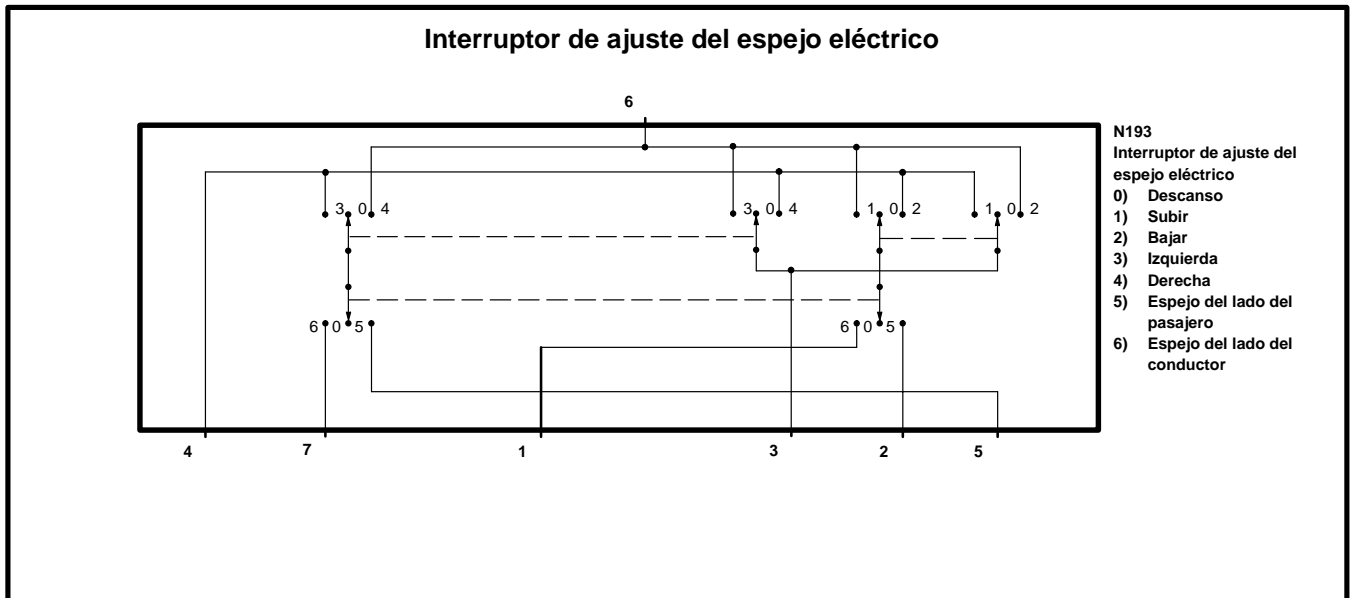 Interruptor de ajuste del espejo eléctrico
6
N193
Interruptor de ajuste del
espejo eléctrico
0) Descanso
1) Subir
2) Bajar
3) Izquierda
4) Derecha
5) Espejo del lado del
pasajero
6) Espejo del lado del
conductor
3 0 4
3 0 4
1 0 2
1 0 2
6 0 5
6 0 5
4
7
1
3
2
5